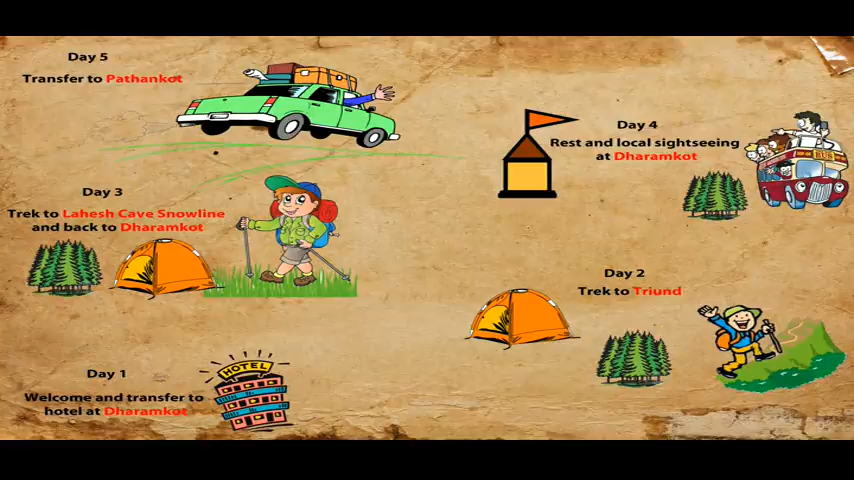 Day 5
Transfer to Pathankot
Day 4
Rest and local sightseeing
at Dharamkot
BUS
Day 3
Trek to Lahesh Cave Snowline
and back to Dharamkot
Day 2
Trek to Triund
Day 1
Welcome and transfer to
hotel at Dharamkot
HOTEL